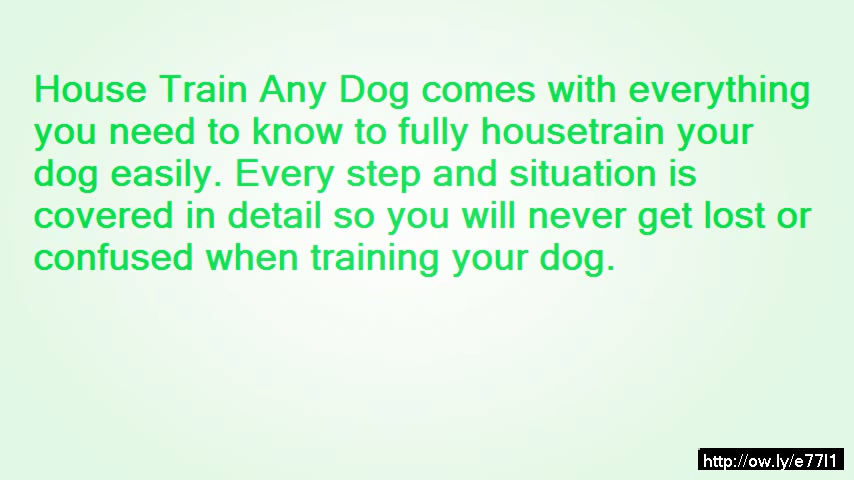 House Train Any Dog comes with everything
you need to know to fully housetrain your
dog easily. Every step and situation is
covered in detail so you will never get lost or
confused when training your dog.
http://ow.ly/e77I1